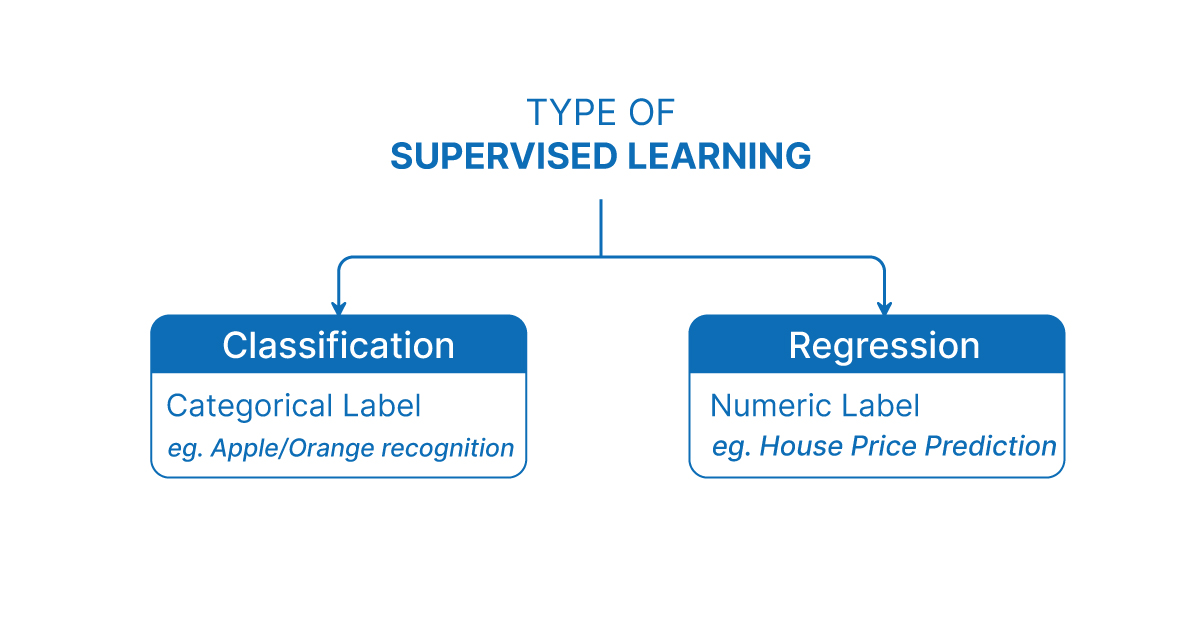 TYPE OF
SUPERVISED LEARNING
Classification
Categorical Label
eg. Apple/Orange recognition
Regression
Numeric Label
eg. House Price Prediction